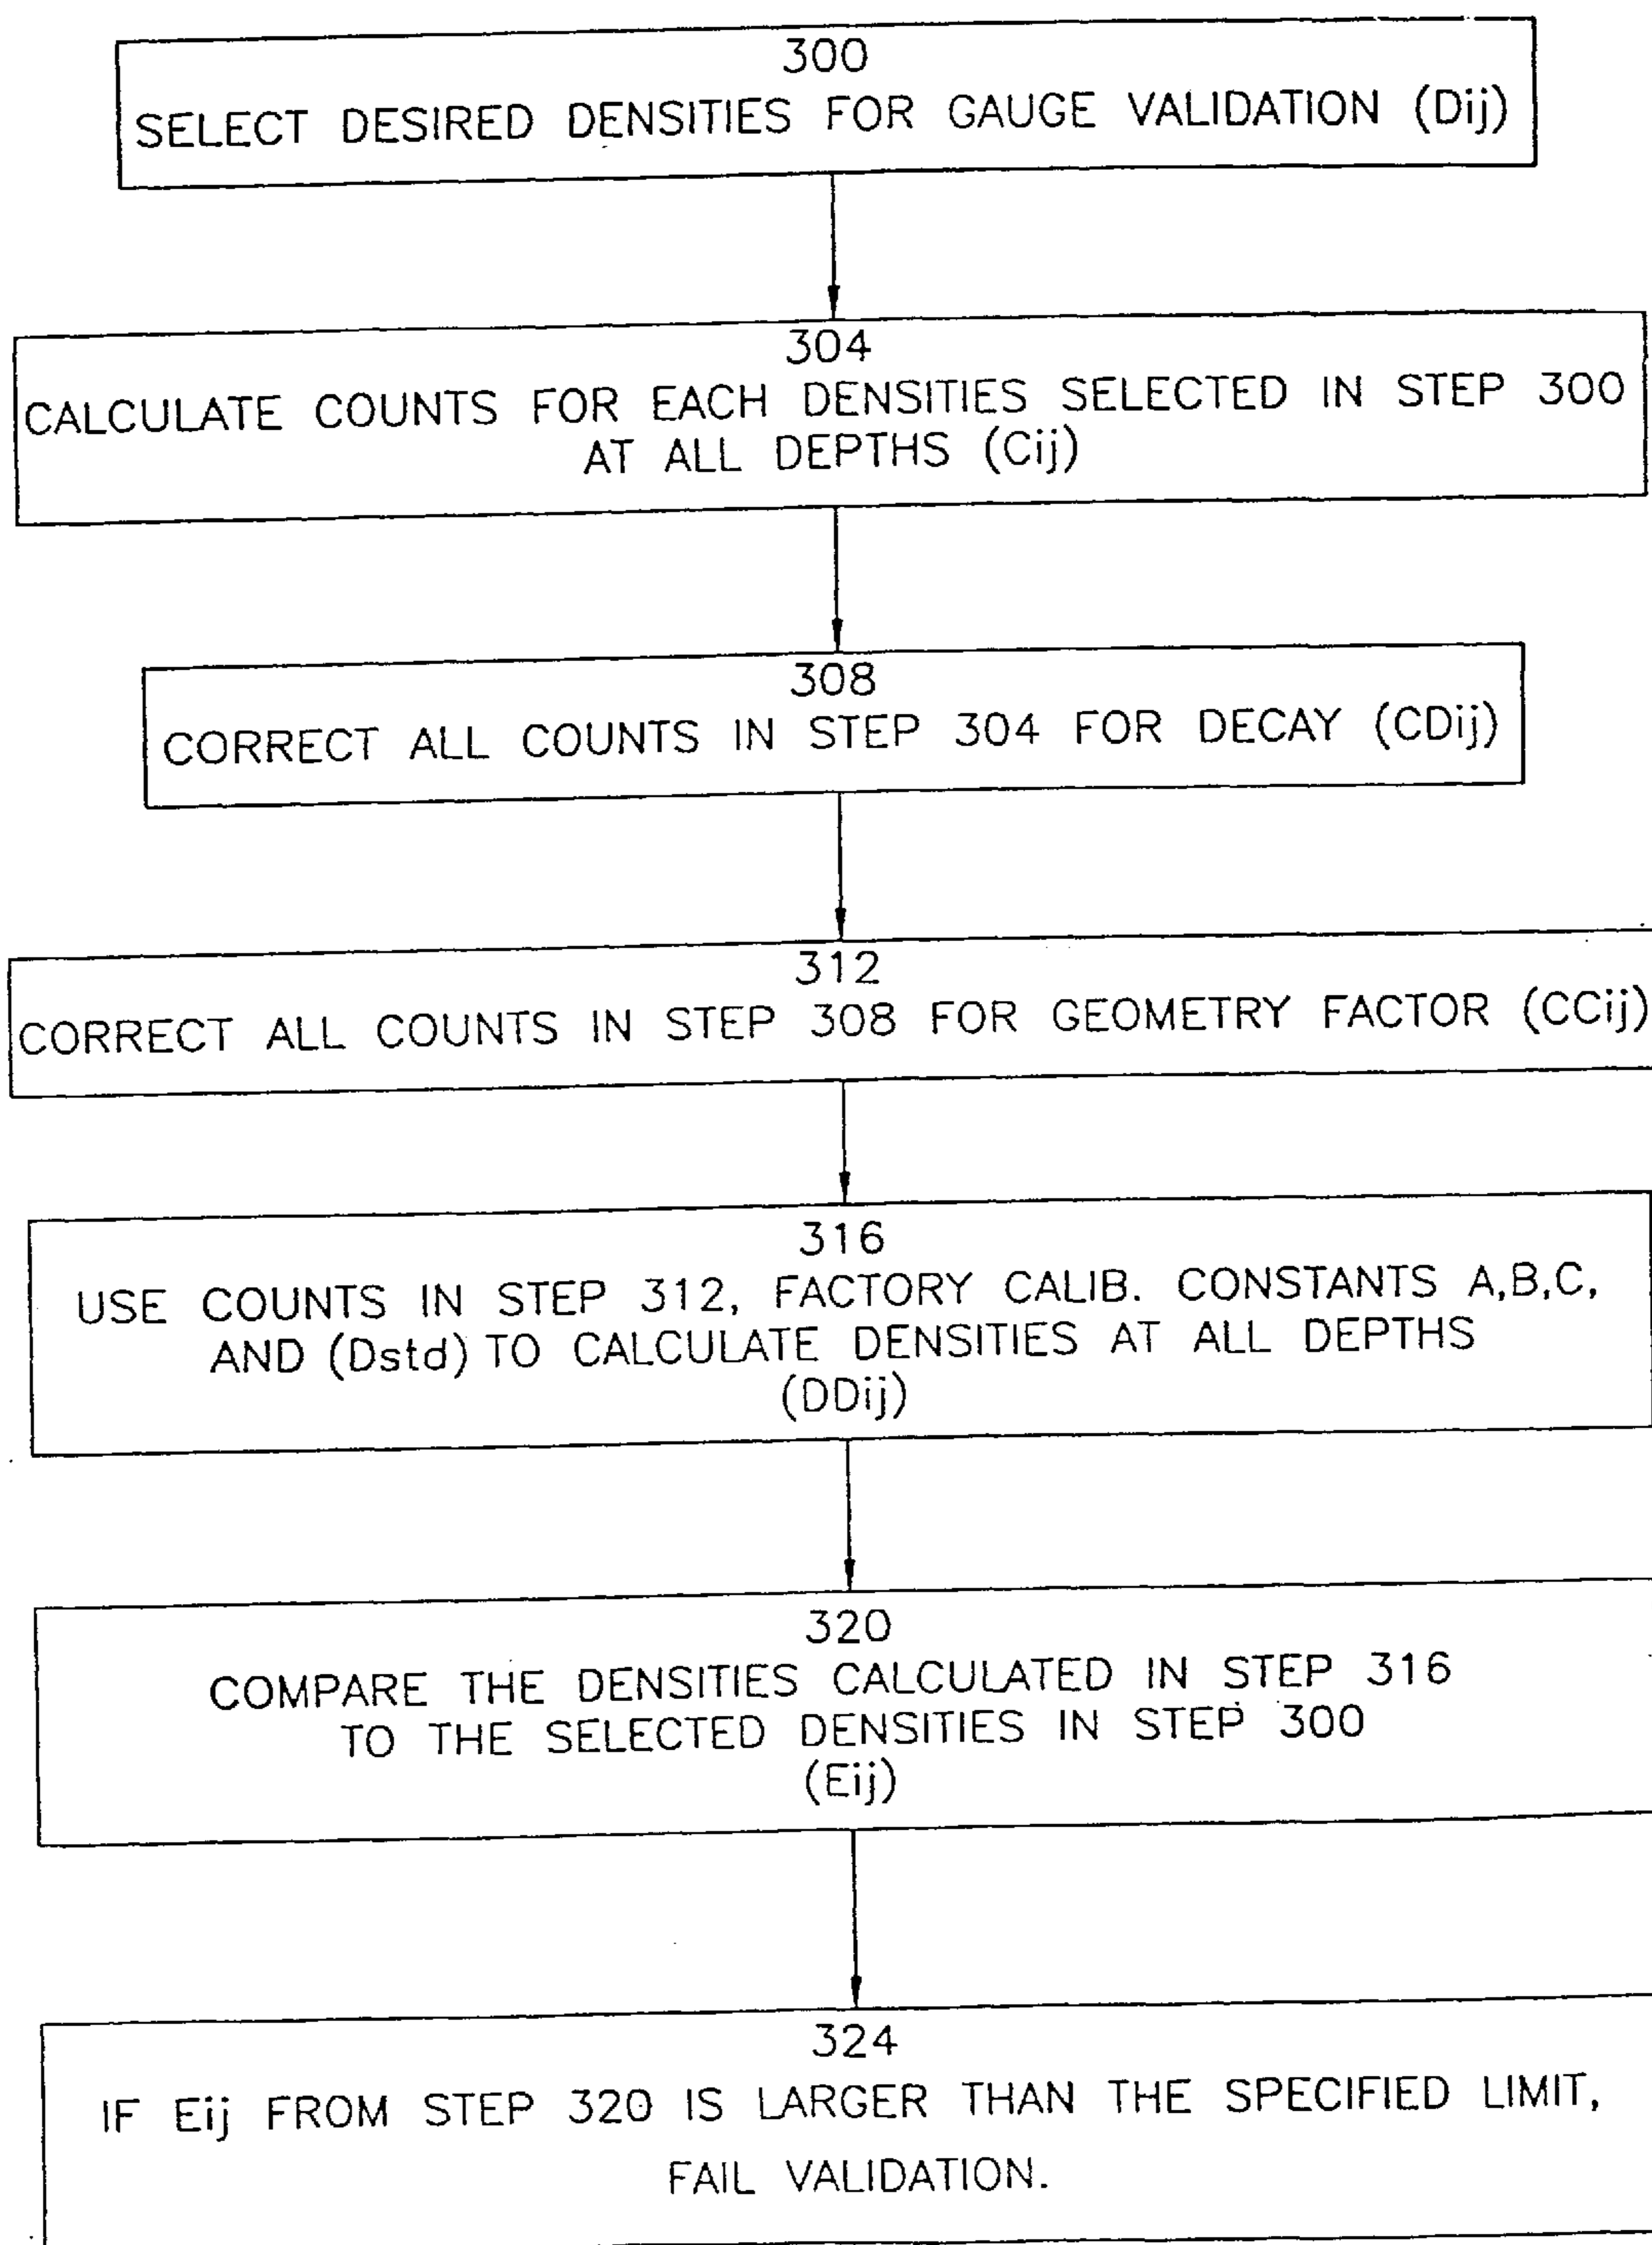 300
SELECT DESIRED DENSITIES FOR GAUGE VALIDATION (Dij)
304
CALCULATE COUNTS FOR EACH DENSITIES SELECTED IN STEP 300
AT ALL DEPTHS (Cij)
308
CORRECT ALL COUNTS IN STEP 304 FOR DECAY (CDij)
312
CORRECT ALL COUNTS IN STEP 308 FOR GEOMETRY FACTOR (CCij)
316
USE COUNTS IN STEP 312, FACTORY CALIB. CONSTANTS A,B,C,
AND (Dstd) TO CALCULATE DENSITIES AT ALL DEPTHS
(DDij)
320
COMPARE THE DENSITIES CALCULATED IN STEP 316
TO THE SELECTED DENSITIES IN STEP 300
(Eij)
324
IF Eij FROM STEP 320 IS LARGER THAN THE SPECIFIED LIMIT,
FAIL VALIDATION.